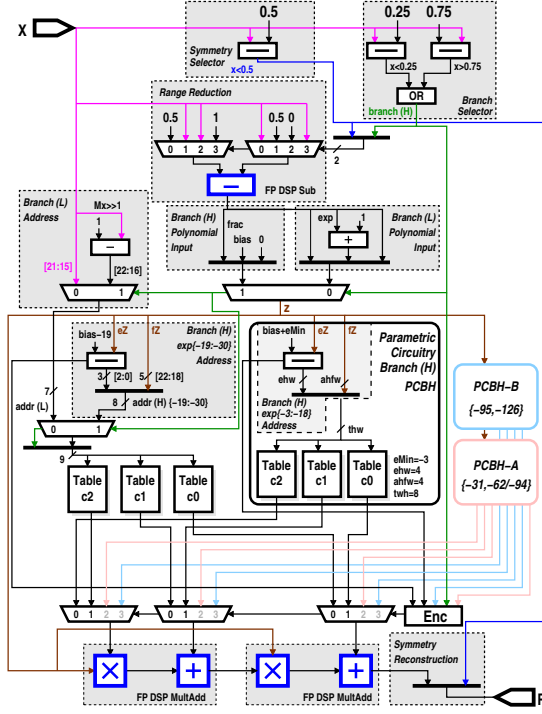 X
0.5
0.25 0.75
Symmetry
Selector
x<0.5
x<0.25 x>0.75
OR
branch (H)
Branch
Selector
Range Reduction
0.5 1 0.5 0
0 1 2 3
0 1 2 3
2
FP DSP Sub
Branch (L)
Address
Mx>>1
1
[21:15]
[22:16]
0 1
Branch (H)
Polynomial
Input
frac
bias 0
exp 1
Branch (L)
Polynomial
Input
1 0
z
Branch (H)
exp{-19:-30}
Address
bias-19
eZ fZ
3 [2:0] 5 [22:18]
8 addr (H) {-19:-30}
7
addr (L)
0 1
9
Table
c2
Table
c1
Table
c0
bias+eMin
eZ fZ
ehw ahfw
Branch (H)
exp{-3:-18}
Address
Parametric
Circuitry
Branch (H)
PCBH
thw
Table
c2
Table
c1
Table
c0
eMin=-3
ehw=4
ahfw=4
twh=8
PCBH-B
{-95,-126}
PCBH-A
{-31,-62/-94}
0 1 2 3
0 1 2 3
0 1 2 3
Enc
FP DSP MultAdd
FP DSP MultAdd
Symmetry
Reconstruction